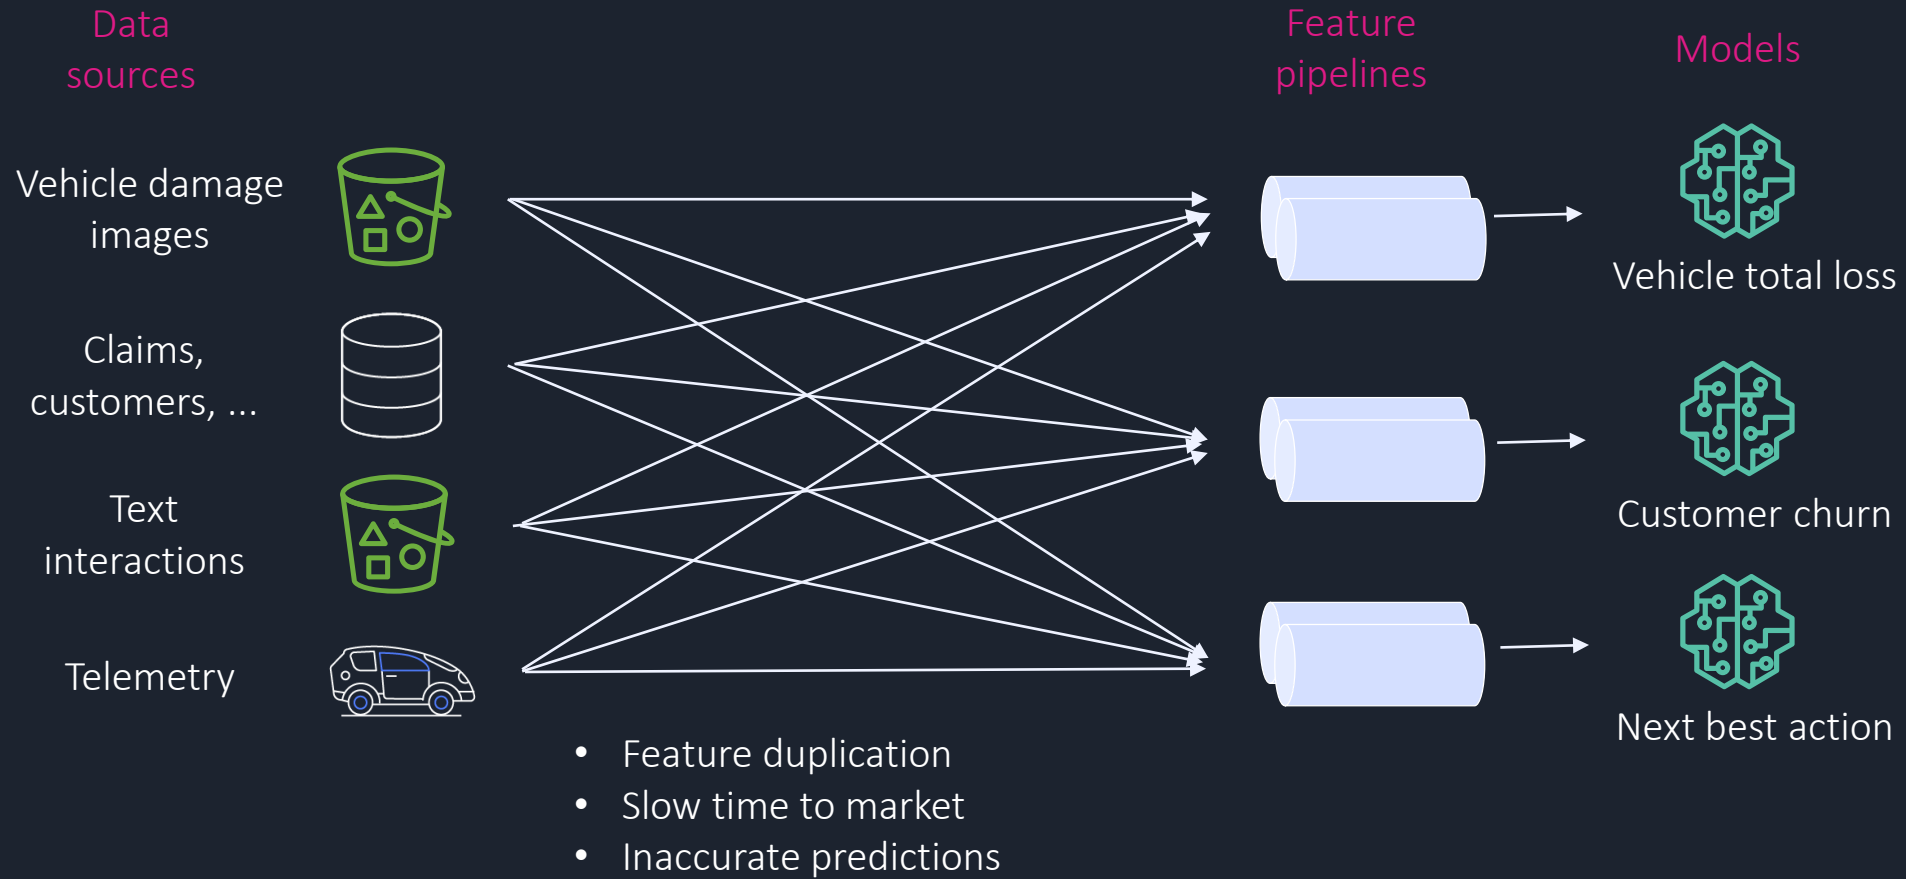 Data
sources
Feature
pipelines
Models
Vehicle damage
images
Vehicle total loss
Claims,
customers, ...
Customer churn
Text
interactions
Telemetry
Next best action
• Feature duplication
• Slow time to market
• Inaccurate predictions